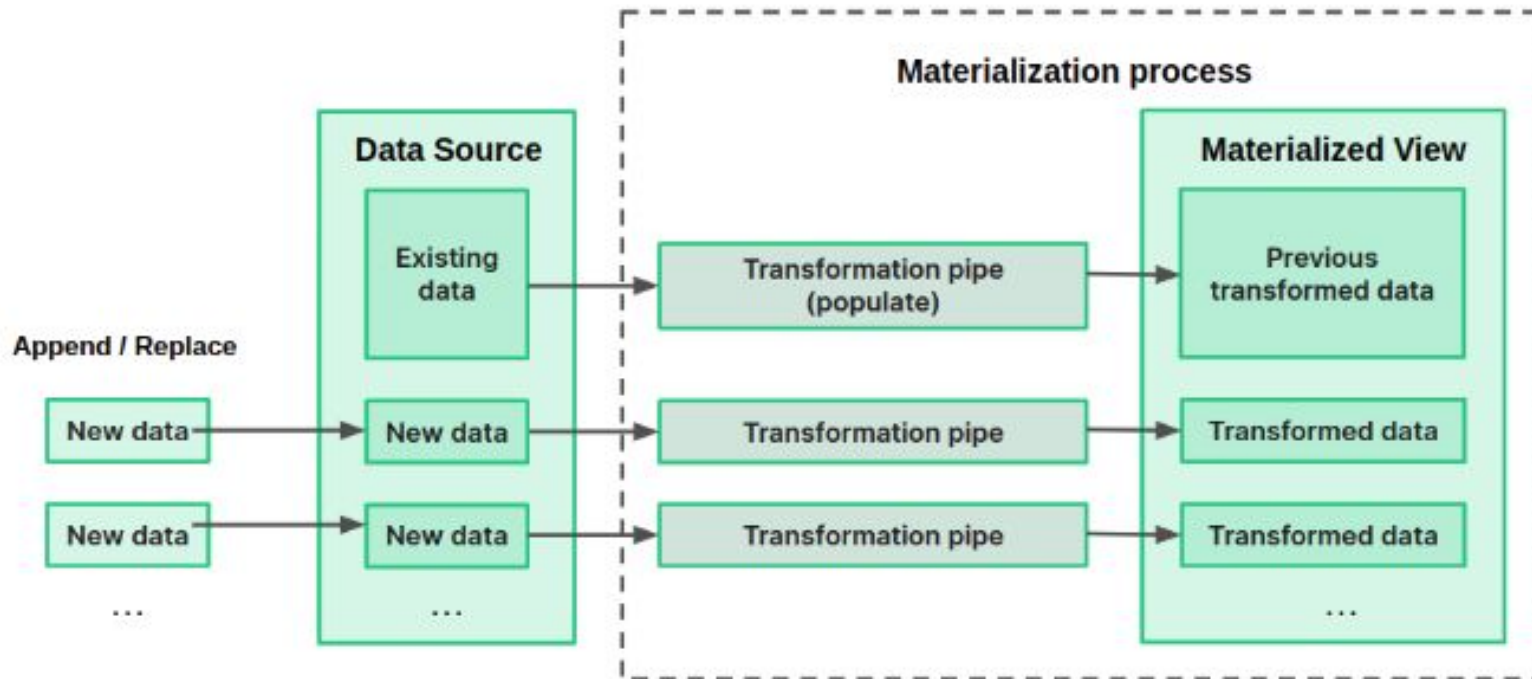 Materialization process
Data Source
Materialized View
Existing
data
Transformation pipe
(populate)
Previous
transformed data
Append / Replace
New data
New data
Transformation pipe
Transformed data
New data
New data
Transformation pipe
Transformed data
...
...
...